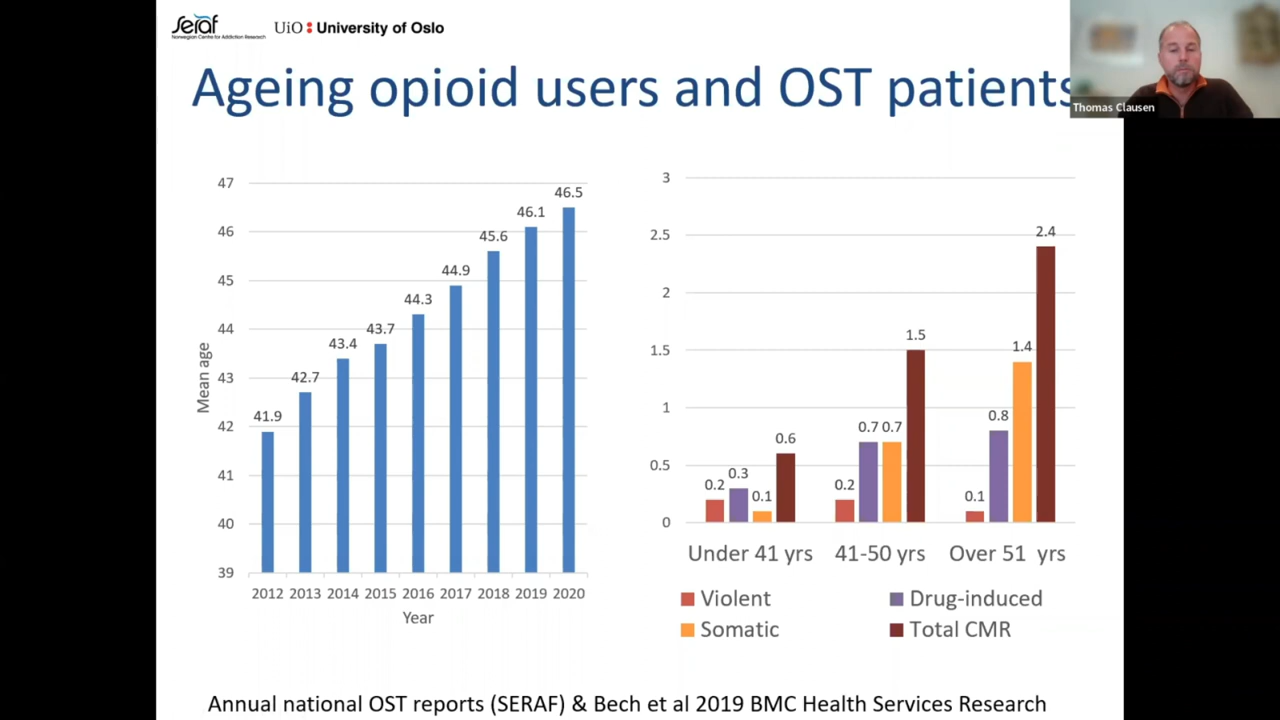 seraf
Norwegian Centre for Addiction Research
UiO : University of Oslo
Thomas Clausen
Ageing opioid users and OST patients
47
46
45
44
43
42
41
40
39
Mean age
41.9
42.7
43.4
43.7
44.3
44.9
45.6
46.1
46.5
2012 2013 2014 2015 2016 2017 2018 2019 2020
Year
3
2.5
2
1.5
1
0.5
0
0.2
0.3
0.1
0.6
0.2
0.7
0.7
1.5
0.1
0.8
1.4
2.4
Under 41 yrs
41-50 yrs
Over 51 yrs
Violent
Drug-induced
Somatic
Total CMR
Annual national OST reports (SERAF) & Bech et al 2019 BMC Health Services Research